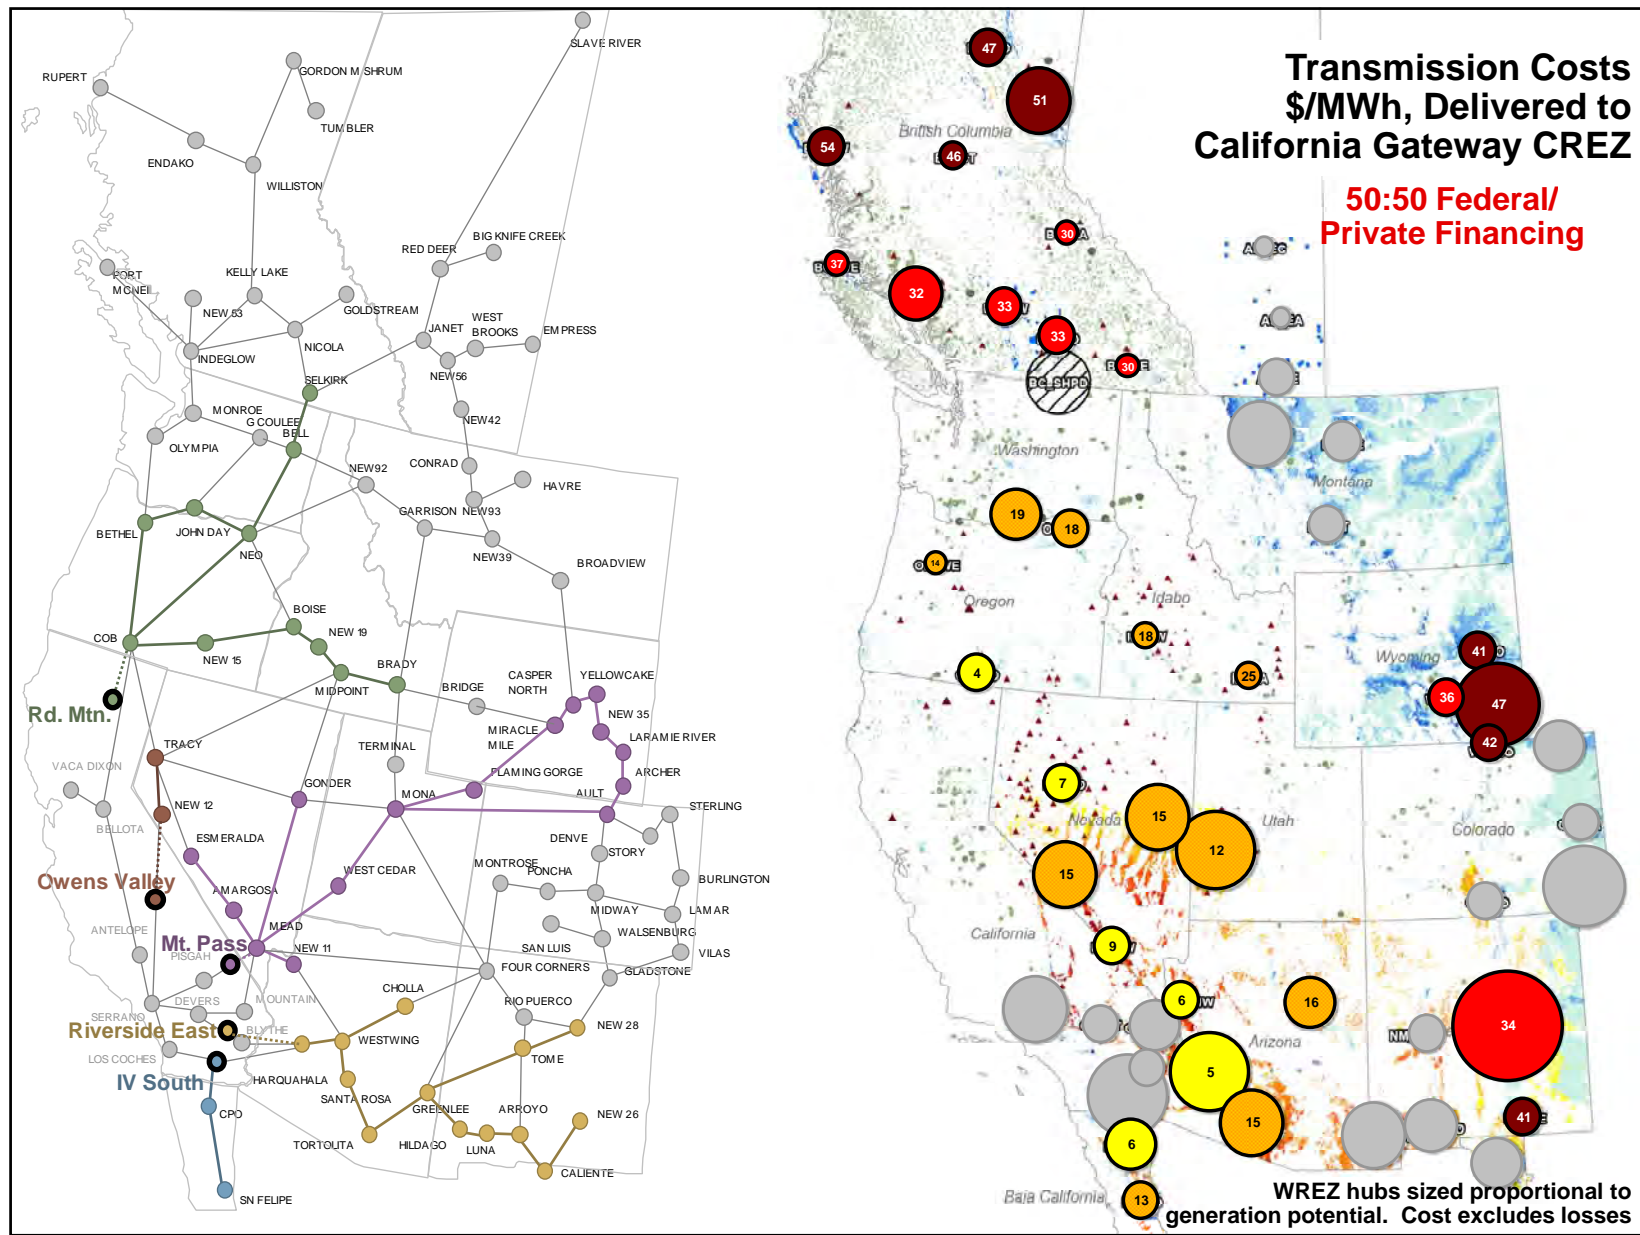 SLAVE RIVER
GORDON M SHRUM
RUPERT
TUMBLER
ENDAKO
WILLISTON
BIG KNIFE CREEK
RED DEER
PORT
MCNEIL
KELLY LAKE
NEW 53
GOLDSTREAM
JANET
WEST
BROOKS
EMPRESS
INDEGLOW
NICOLA
NEW56
SELKIRK
MONROE
G COULEE
NEW42
OLYMPIA
BELL
NEW92
CONRAD
HAVRE
GARRISON
NEW93
BETHEL
JOHN DAY
NEO
NEW39
BROADVIEW
BOISE
COB
NEW 19
NEW 15
BRADY
MIDPOINT
BRIDGE
CASPER
NORTH
YELLOWCAKE
Rd. Mtn.
NEW 35
MIRACLE
MILE
LARAMIE RIVER
TRACY
TERMINAL
VACA DIXON
FLAMING GORGE
ARCHER
GONDER
MONA
AULT
NEW 12
STERLING
BELLOTA
ESMERALDA
DENVE
STORY
MONTROSE
PONCHA
WEST CEDAR
BURLINGTON
Owens Valley
AMARGOSA
MIDWAY
LAMAR
ANTELOPE
MEAD
WALSENBURG
Mt. Pass
NEW 11
SAN LUIS
VILAS
PISGAH
FOUR CORNERS
GLADSTONE
CHOLLA
DEVERS
MOUNTAIN
RIO PUERCO
SERRANO
Riverside East
BLYTHE
NEW 28
WESTWING
LOS COCHES
TOME
IV South
HARQUAHALA
SANTA ROSA
CPO
GREENLEE
ARROYO
NEW 26
TORTOLITA
HILDAGO
LUNA
CALIENTE
SN FELIPE
Transmission Costs
$/MWh, Delivered to
California Gateway CREZ
50:50 Federal/
Private Financing
47
51
British Columbia
54
46
30
37
32
33
33
30
BC_SHPD
Washington
Montana
19
18
14
Oregon
Idaho
18
Wyoming
41
4
25
36
47
42
7
Nevada
15
Utah
Colorado
12
15
California
9
6
16
34
NM
Arizona
5
15
41
6
Baja California
13
WREZ hubs sized proportional to
generation potential. Cost excludes losses